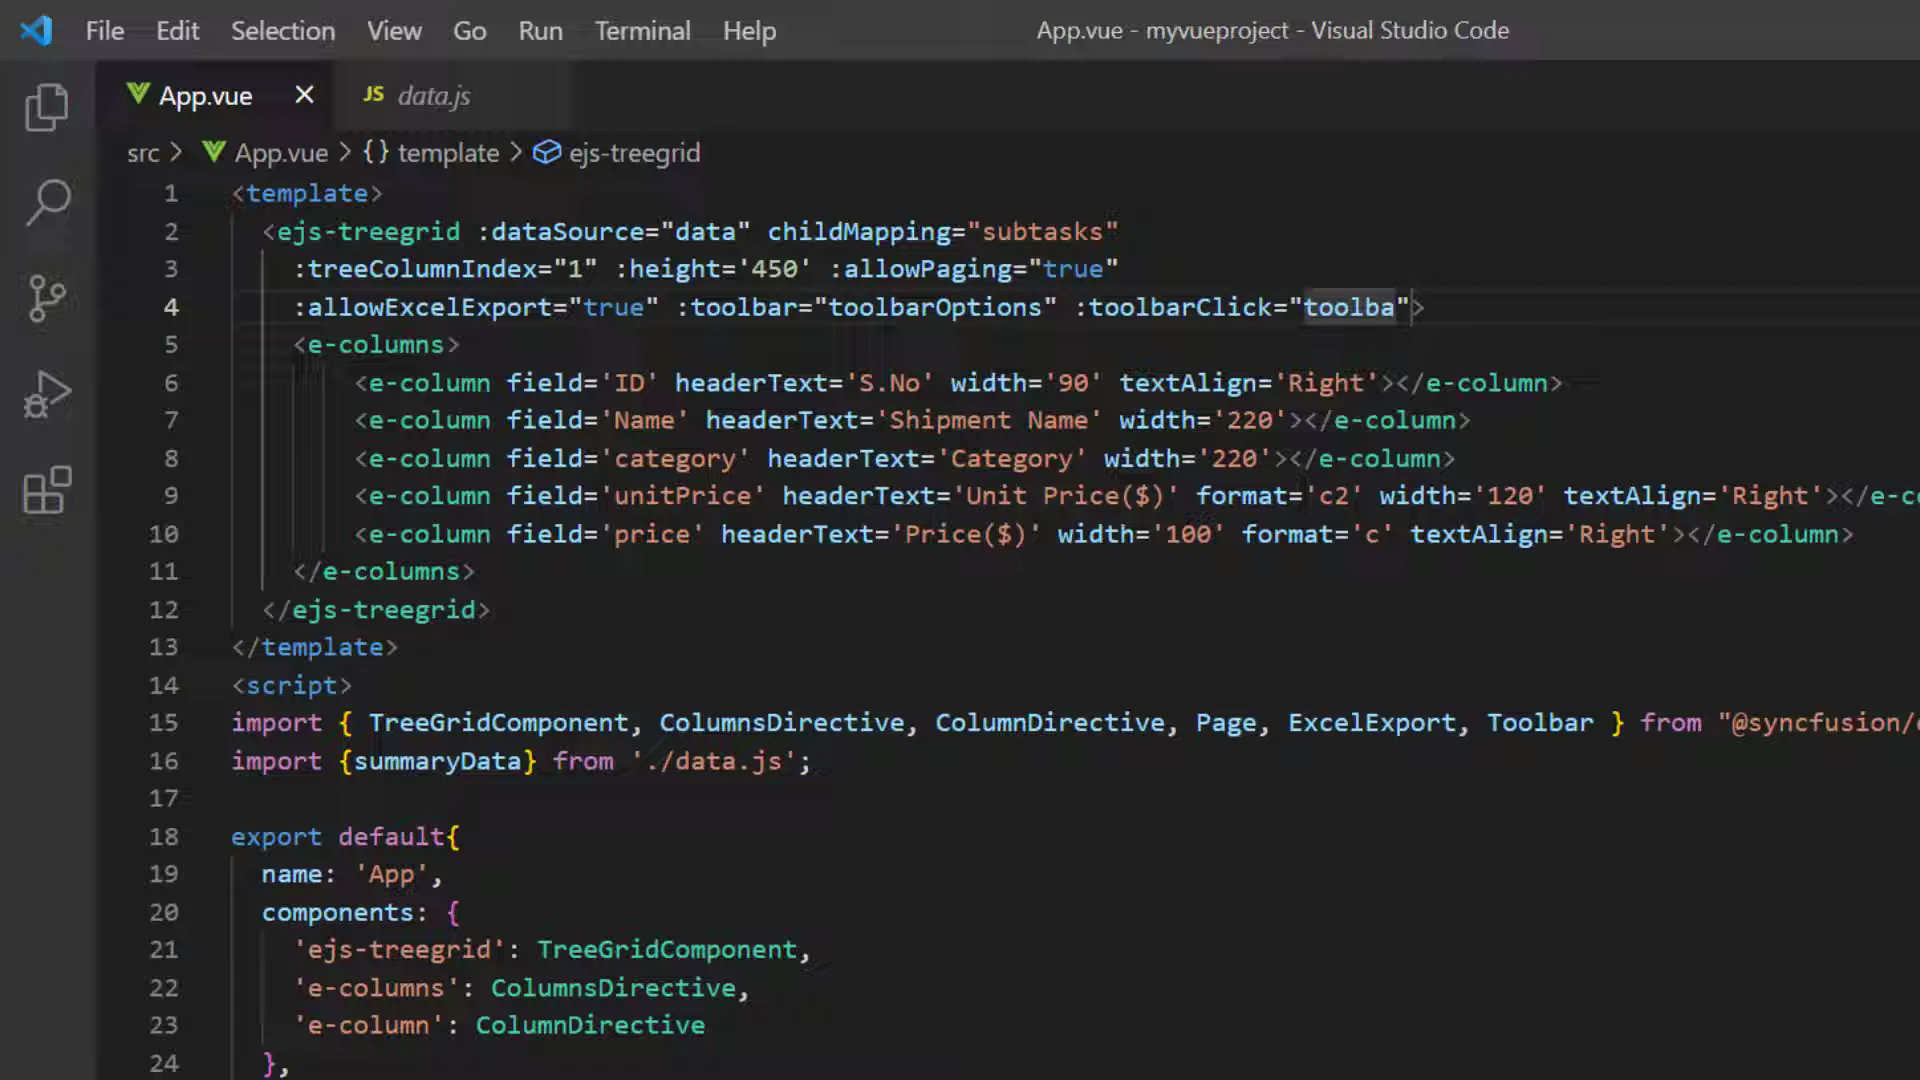 File Edit Selection View Go Run Terminal Help App.vue - myvueproject - Visual Studio Code
App.vue × JS data.js
src > App.vue > {} template > ejs-treegrid
1 <template>
2 <ejs-treegrid :dataSource="data" childMapping="subtasks"
3 :treeColumnIndex="1" :height='450' :allowPaging="true"
4 :allowExcelExport="true" :toolbar="toolbarOptions" :toolbarClick="toolba">
5 <e-columns>
6 <e-column field='ID' headerText='S.No' width='90' textAlign='Right'></e-column>
7 <e-column field='Name' headerText='Shipment Name' width='220'></e-column>
8 <e-column field='category' headerText='Category' width='220'></e-column>
9 <e-column field='unitPrice' headerText='Unit Price($)' format='c2' width='120' textAlign='Right'></e-c
10 <e-column field='price' headerText='Price($)' width='100' format='c' textAlign='Right'></e-column>
11 </e-columns>
12 </ejs-treegrid>
13 </template>
14 <script>
15 import { TreeGridComponent, ColumnsDirective, ColumnDirective, Page, ExcelExport, Toolbar } from "@syncfusion/
16 import {summaryData} from './data.js';
17
18 export default{
19 name: 'App',
20 components: {
21 'ejs-treegrid': TreeGridComponent,
22 'e-columns': ColumnsDirective,
23 'e-column': ColumnDirective
24 },